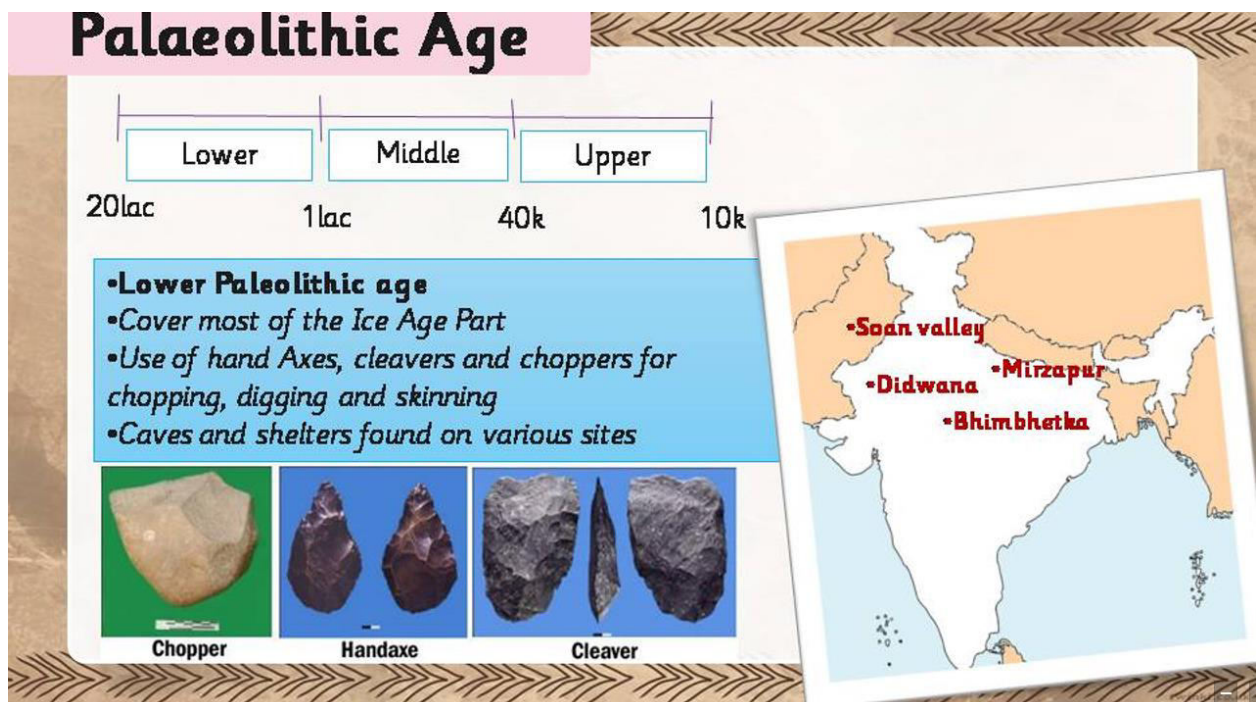 Palaeolithic Age
Lower
Middle
Upper
20lac
1lac
40k
10k
•Lower Paleolithic age
•Cover most of the Ice Age Part
•Use of hand Axes, cleavers and choppers for
chopping, digging and skinning
•Caves and shelters found on various sites
•Soan valley
•Mirzapur
•Didwana
•Bhimbhetka
Chopper
Handaxe
Cleaver